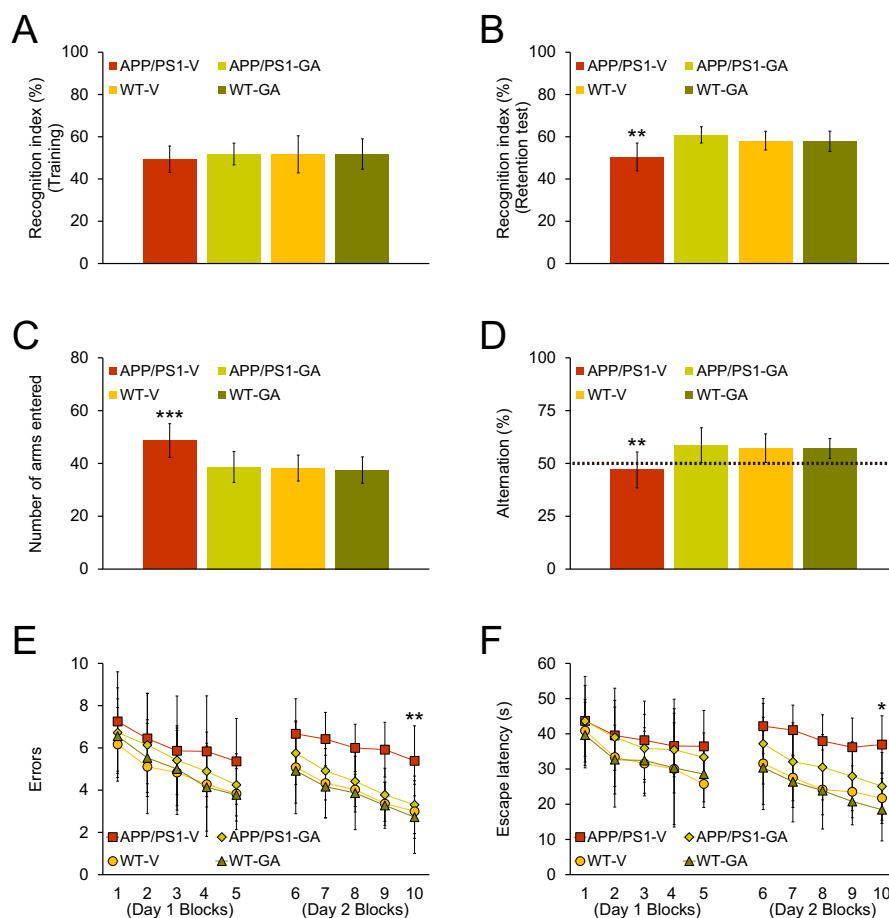 A
Recognition index (%)
(Training)
100
80
60
40
20
0
APP/PS1-V
APP/PS1-GA
WT-V
WT-GA
B
Recognition index (%)
(Retention test)
100
80
60
40
20
0
APP/PS1-V
APP/PS1-GA
WT-V
WT-GA
**
C
Number of arms entered
80
60
40
20
0
APP/PS1-V
APP/PS1-GA
WT-V
WT-GA
***
D
Alternation (%)
100
75
50
25
0
APP/PS1-V
APP/PS1-GA
WT-V
WT-GA
**
E
Errors
10
8
6
4
2
0
**
APP/PS1-V
APP/PS1-GA
WT-V
WT-GA
1 2 3 4 5 6 7 8 9 10
(Day 1 Blocks) (Day 2 Blocks)
F
Escape latency (s)
60
50
40
30
20
10
0
*
APP/PS1-V
APP/PS1-GA
WT-V
WT-GA
1 2 3 4 5 6 7 8 9 10
(Day 1 Blocks) (Day 2 Blocks)